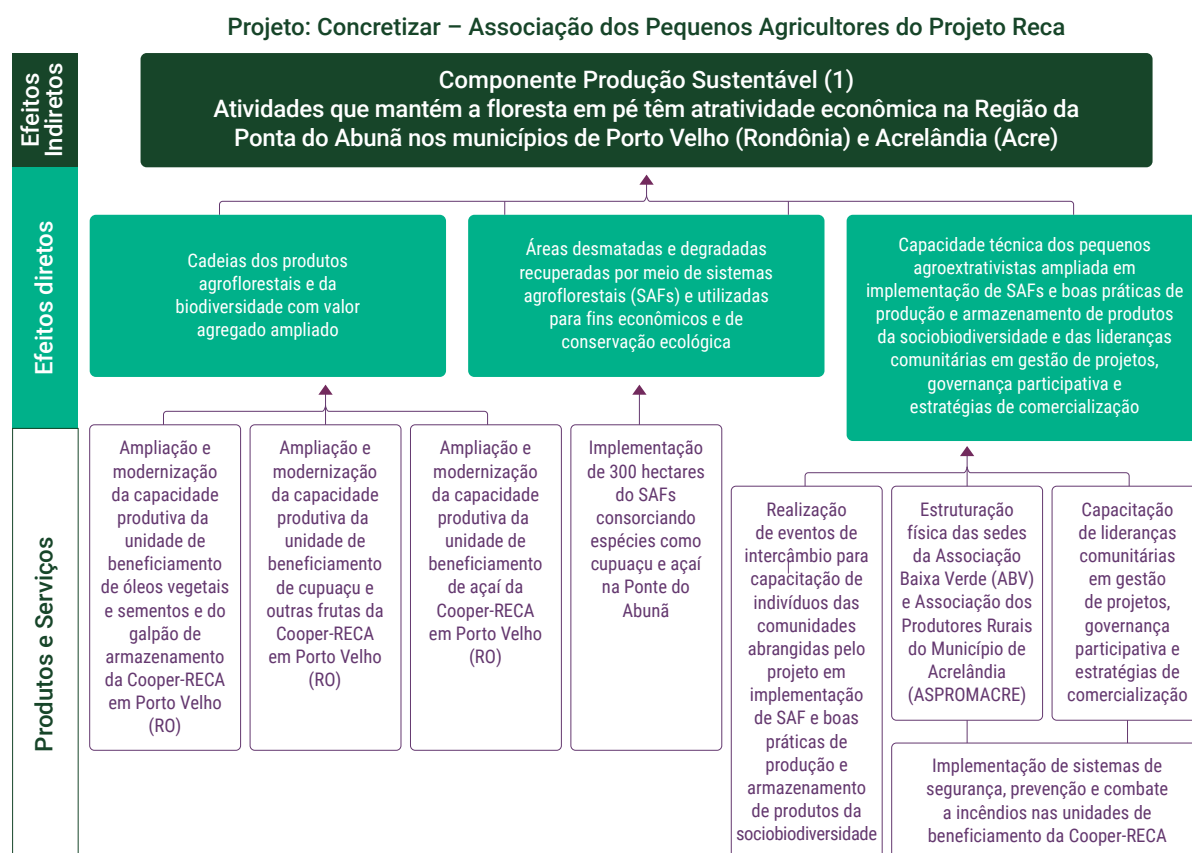 Projeto: Concretizar – Associação dos Pequenos Agricultores do Projeto Reca
Efeitos
Indiretos
Componente Produção Sustentável (1)
Atividades que mantém a floresta em pé têm atratividade econômica na Região da
Ponta do Abunã nos municípios de Porto Velho (Rondônia) e Acrelândia (Acre)
Efeitos diretos
Cadeias dos produtos
agroflorestais e da
biodiversidade com valor
agregado ampliado
Áreas desmatadas e degradadas
recuperadas por meio de sistemas
agroflorestais (SAFs) e utilizadas
para fins econômicos e de
conservação ecológica
Capacidade técnica dos pequenos
agroextrativistas ampliada em
implementação de SAFs e boas práticas de
produção e armazenamento de produtos
da sociobiodiversidade e das lideranças
comunitárias em gestão de projetos,
governança participativa e
estratégias de comercialização
Produtos e Serviços
Ampliação e
modernização
da capacidade
produtiva da
unidade de
beneficiamento
de óleos vegetais
e sementos e do
galpão de
armazenamento
da Cooper-RECA
em Porto Velho
(RO)
Ampliação e
modernização
da capacidade
produtiva da
unidade de
beneficiamento
de cupuaçu e
outras frutas da
Cooper-RECA
em Porto Velho
(RO)
Ampliação e
modernização
da capacidade
produtiva da
unidade de
beneficiamento
de açaí da
Cooper-RECA
em Porto Velho
(RO)
Implementação
de 300 hectares
do SAFs
consorciando
espécies como
cupuaçu e açaí
na Ponte do
Abunã
Realização
de eventos de
intercâmbio para
capacitação de
indivíduos das
comunidades
abrangidas pelo
projeto em
implementação
de SAF e boas
práticas de
produção e
armazenamento
de produtos da
sociobiodiversidade
Estruturação
física das sedes
da Associação
Baixa Verde (ABV)
e Associação dos
Produtores Rurais
do Município de
Acrelândia
(ASPROMACRE)
Capacitação
de lideranças
comunitárias
em gestão
de projetos,
governança
participativa e
estratégias de
comercialização
Implementação de sistemas de
segurança, prevenção e combate
a incêndios nas unidades de
beneficiamento da Cooper-RECA